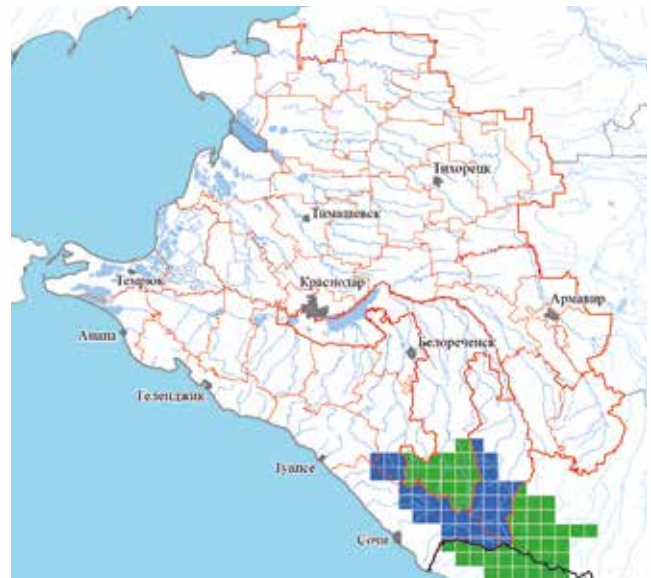 Тихорецк
Тимашевск
Темрюк
Краснодар
Армавир
Анапа
Белореченск
Геленджик
Туапсе
Сочи